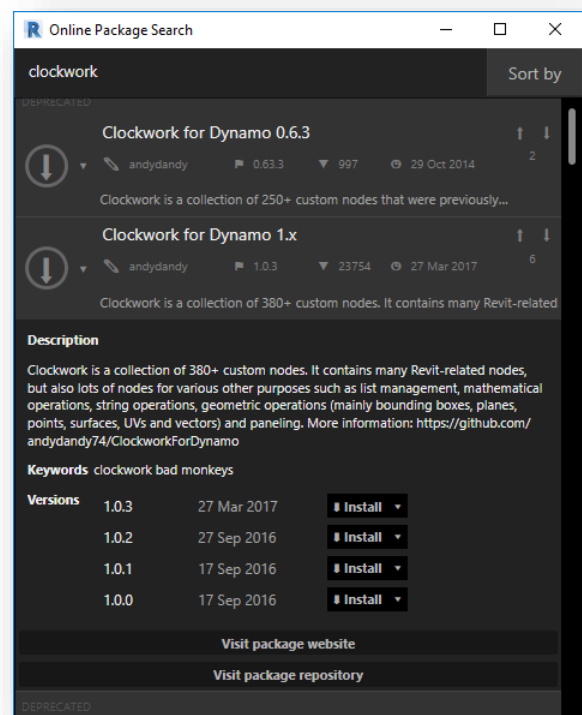 Online Package Search
clockwork
Sort by
DEPRECATED
Clockwork for Dynamo 0.6.3
andydandy 0.63.3 997 29 Oct 2014 2
Clockwork is a collection of 250+ custom nodes that were previously...
Clockwork for Dynamo 1.x
andydandy 1.0.3 23754 27 Mar 2017 6
Clockwork is a collection of 380+ custom nodes. It contains many Revit-related
Description
Clockwork is a collection of 380+ custom nodes. It contains many Revit-related nodes,
but also lots of nodes for various other purposes such as list management, mathematical
operations, string operations, geometric operations (mainly bounding boxes, planes,
points, surfaces, UVs and vectors) and paneling. More information: https://github.com/
andydandy74/ClockworkForDynamo
Keywords clockwork bad monkeys
Versions 1.0.3 27 Mar 2017 Install
1.0.2 27 Sep 2016 Install
1.0.1 17 Sep 2016 Install
1.0.0 17 Sep 2016 Install
Visit package website
Visit package repository
DEPRECATED